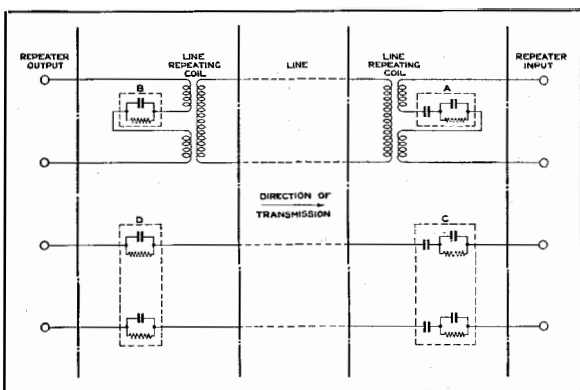 REPEATER
OUTPUT
LINE
REPEATING
COIL
LINE
LINE
REPEATING
COIL
REPEATER
INPUT
B
A
DIRECTION OF
TRANSMISSION
D
C